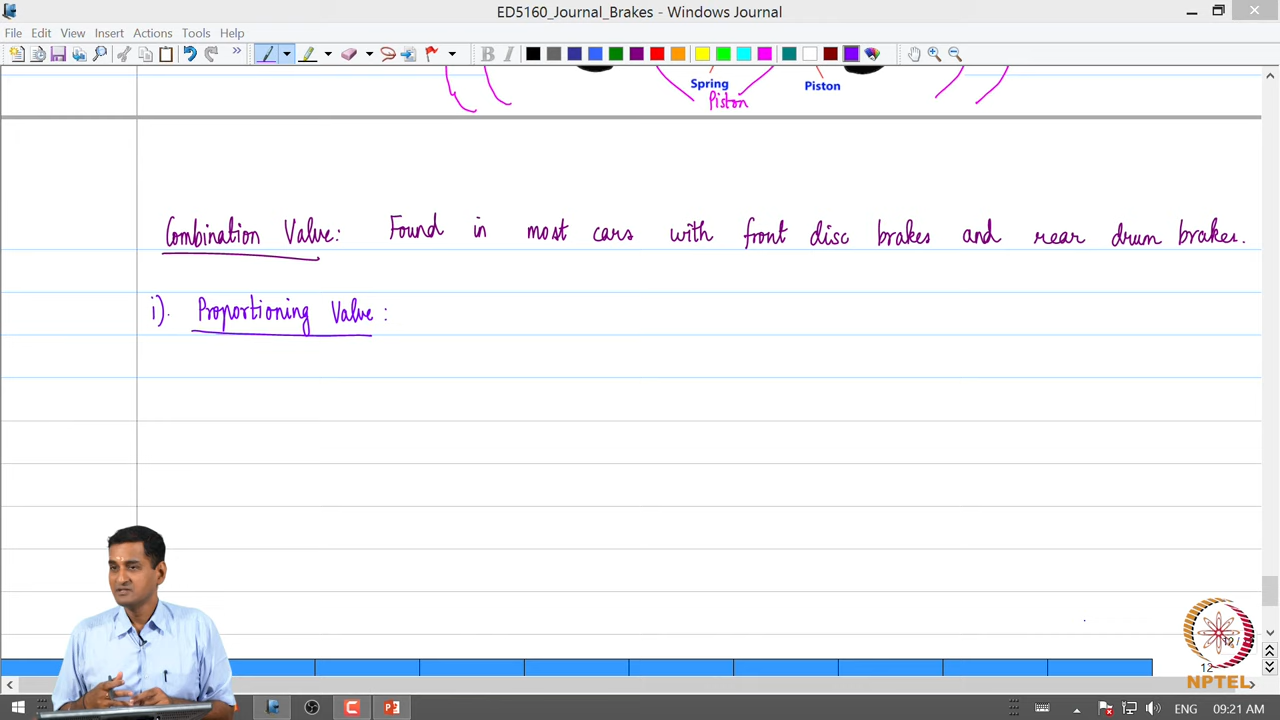 ED5160_Journal_Brakes - Windows Journal
File Edit View Insert Actions Tools Help
Spring
Piston
Piston
Combination Valve: Found in most cars with front disc brakes and rear drum brakes.
i). Proportioning Valve:
12
NPTEL
ENG 09:21 AM